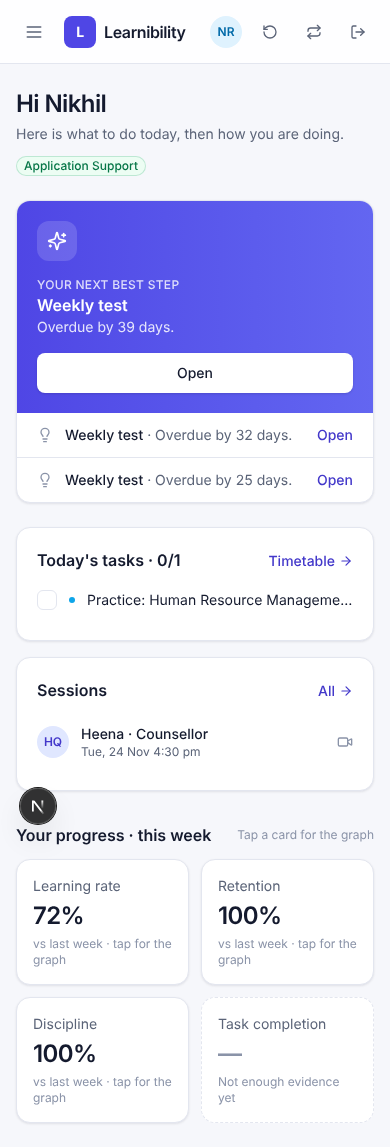 L Learnibility NR
Hi Nikhil
Here is what to do today, then how you are doing.
Application Support
YOUR NEXT BEST STEP
Weekly test
Overdue by 39 days.
Open
Weekly test · Overdue by 32 days. Open
Weekly test · Overdue by 25 days. Open
Today's tasks · 0/1 Timetable →
Practice: Human Resource Manageme...
Sessions All →
HQ Heena · Counsellor
Tue, 24 Nov 4:30 pm
N
Your progress · this week Tap a card for the graph
Learning rate
72%
vs last week · tap for the
graph
Retention
100%
vs last week · tap for the
graph
Discipline
100%
vs last week · tap for the
graph
Task completion
—
Not enough evidence
yet